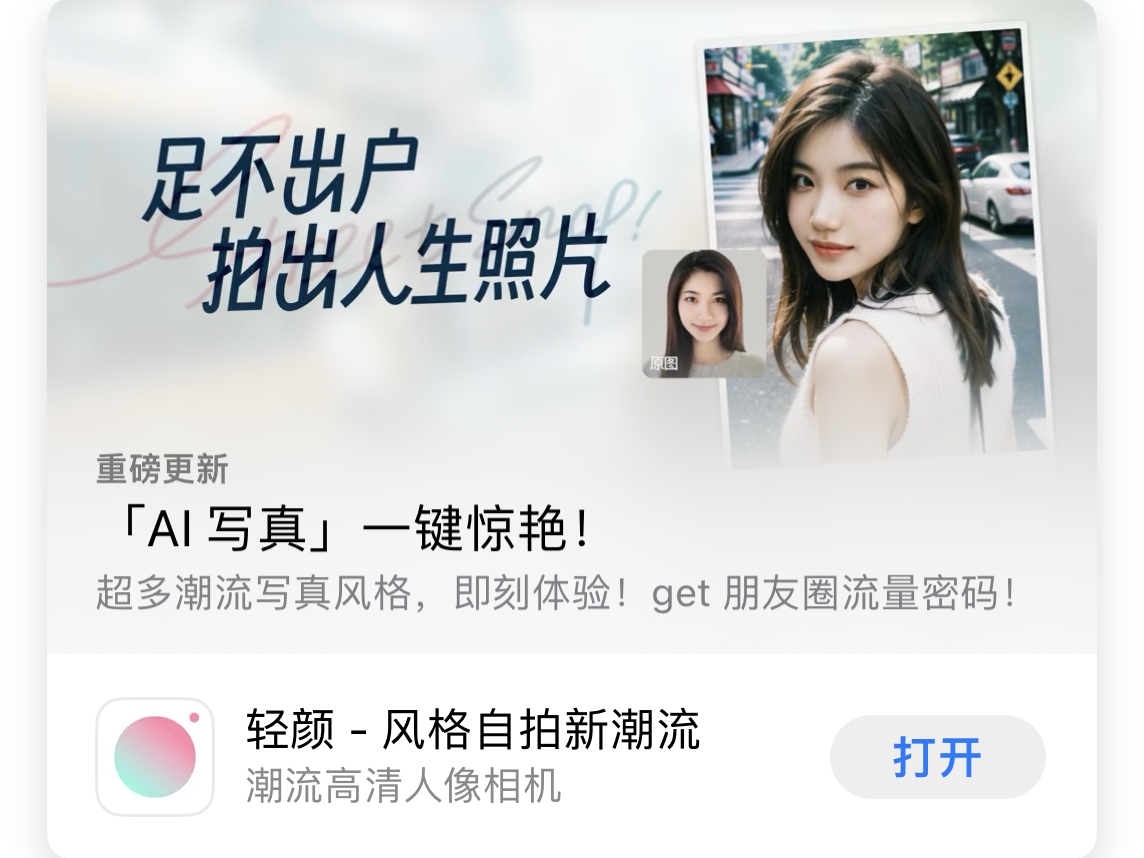 足不出户
拍出人生照片
原图
重磅更新
「AI 写真」一键惊艳！
超多潮流写真风格，即刻体验！get 朋友圈流量密码！
轻颜 - 风格自拍新潮流
潮流高清人像相机
打开